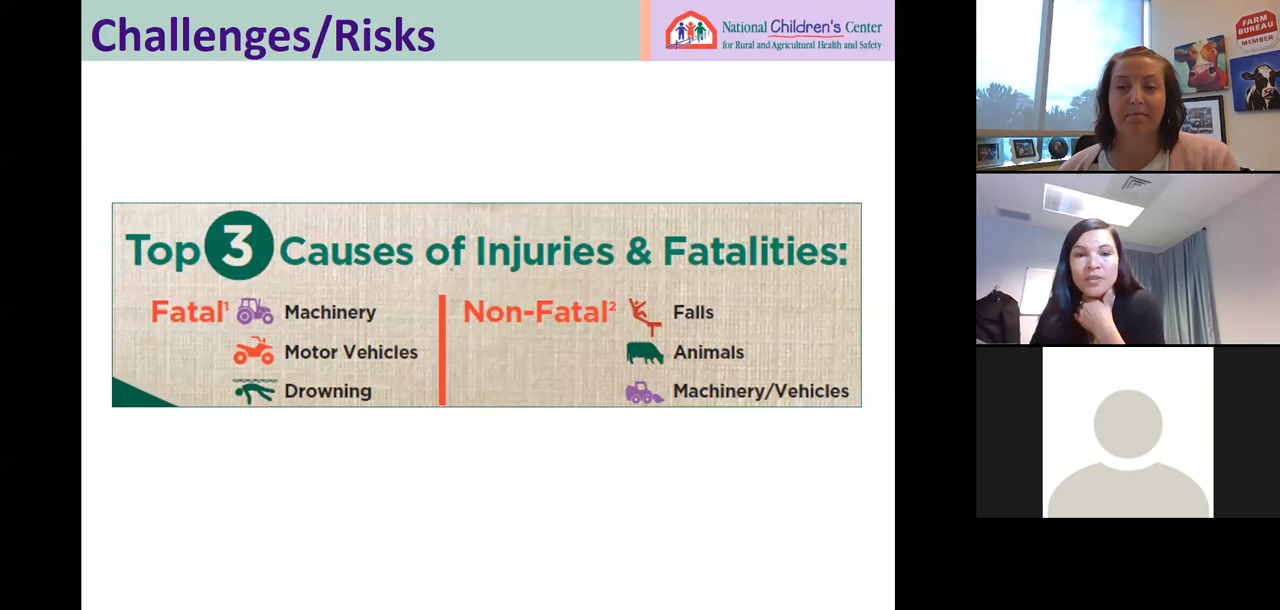 Challenges/Risks
National Children's Center
for Rural and Agricultural Health and Safety
Top 3 Causes of Injuries & Fatalities:
Fatal¹
Machinery
Motor Vehicles
Drowning
Non-Fatal²
Falls
Animals
Machinery/Vehicles
FARM
BUREAU
MEMBER